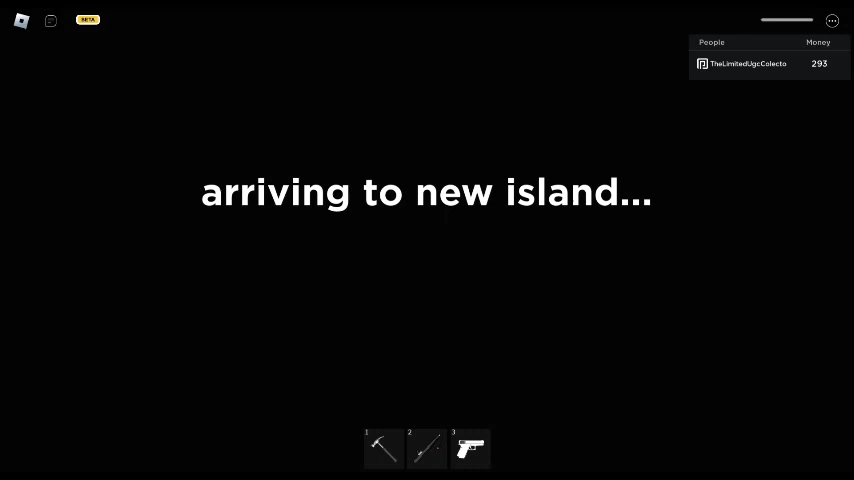 BETA
People Money
TheLimitedUgcColecto 293
arriving to new island...
1 2 3